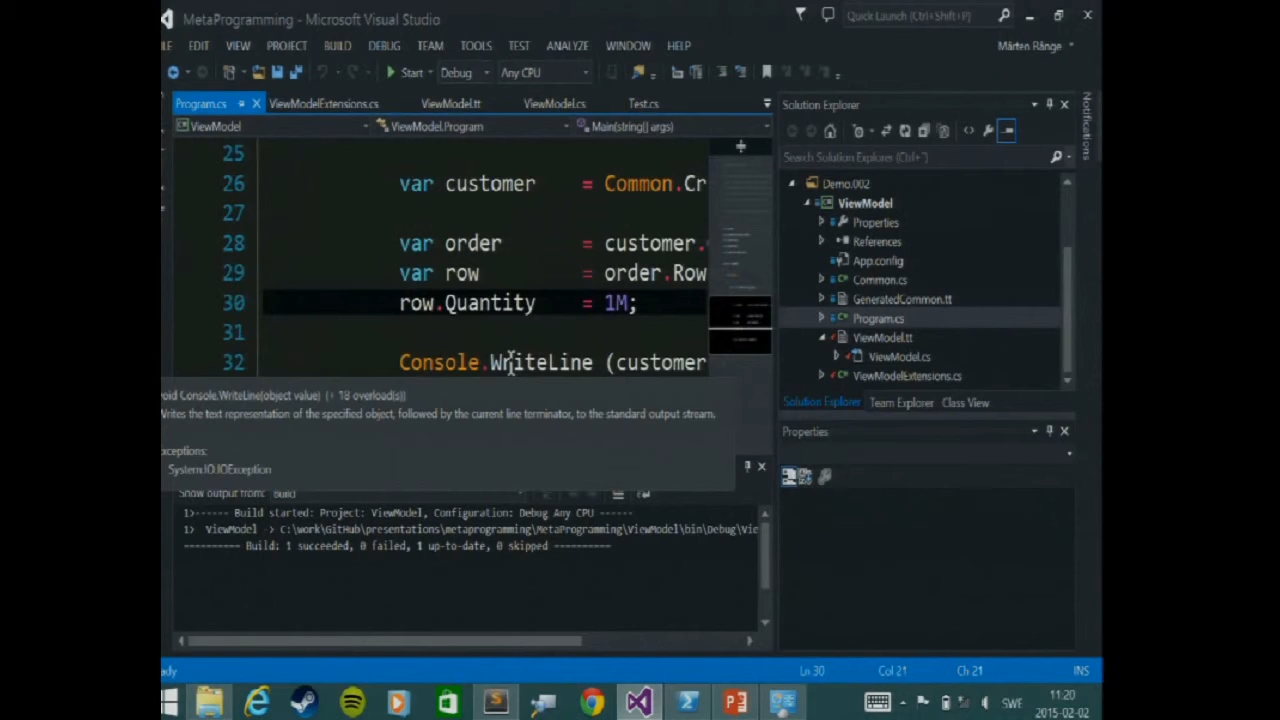 MetaProgramming - Microsoft Visual Studio
Quick Launch (Ctrl+Shift+P)
EDIT VIEW PROJECT BUILD DEBUG TEAM TOOLS TEST ANALYZE WINDOW HELP
Mårten Rånge
Start Debug Any CPU
Program.cs ViewModelExtensions.cs ViewModel.tt ViewModel.cs Test.cs
ViewModel ViewModel.Program Main(string[] args)
25
26 var customer = Common.Cr
27
28 var order = customer.
29 var row = order.Row
30 row.Quantity = 1M;
31
32 Console.WriteLine (customer
void Console.WriteLine(object value) (+ 18 overload(s))
Writes the text representation of the specified object, followed by the current line terminator, to the standard output stream.
xceptions:
System.IO.IOException
Show output from: Build
1>------ Build started: Project: ViewModel, Configuration: Debug Any CPU ------
1> ViewModel -> C:\work\GitHub\presentations\metaprogramming\MetaProgramming\ViewModel\bin\Debug\Vie
========== Build: 1 succeeded, 0 failed, 1 up-to-date, 0 skipped ==========
Solution Explorer
Search Solution Explorer (Ctrl+¨)
Demo.002
ViewModel
Properties
References
App.config
Common.cs
GeneratedCommon.tt
Program.cs
ViewModel.tt
ViewModel.cs
ViewModelExtensions.cs
Solution Explorer Team Explorer Class View
Properties
Notifications
ady
Ln 30 Col 21 Ch 21 INS
SWE
11:20
2015-02-02